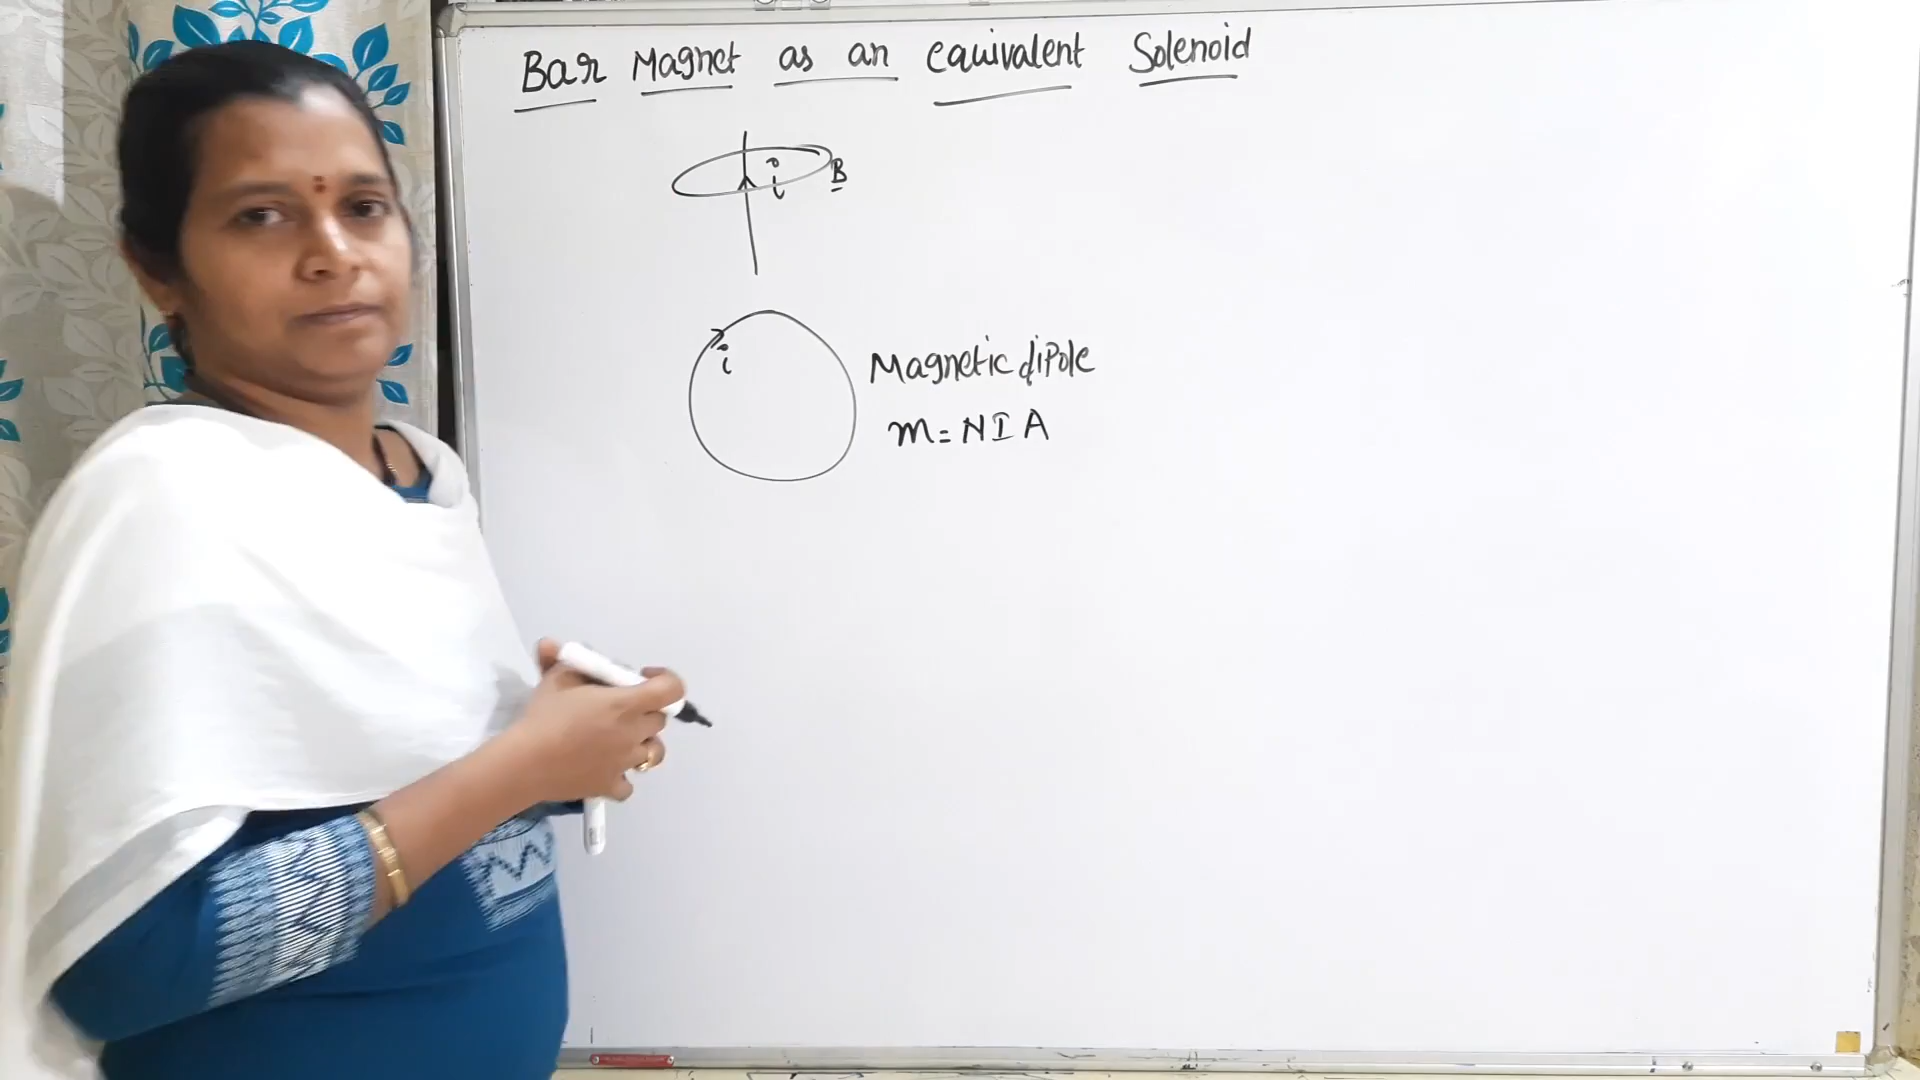 Bar Magnet as an equivalent Solenoid
i B
i
Magnetic dipole
m = NIA